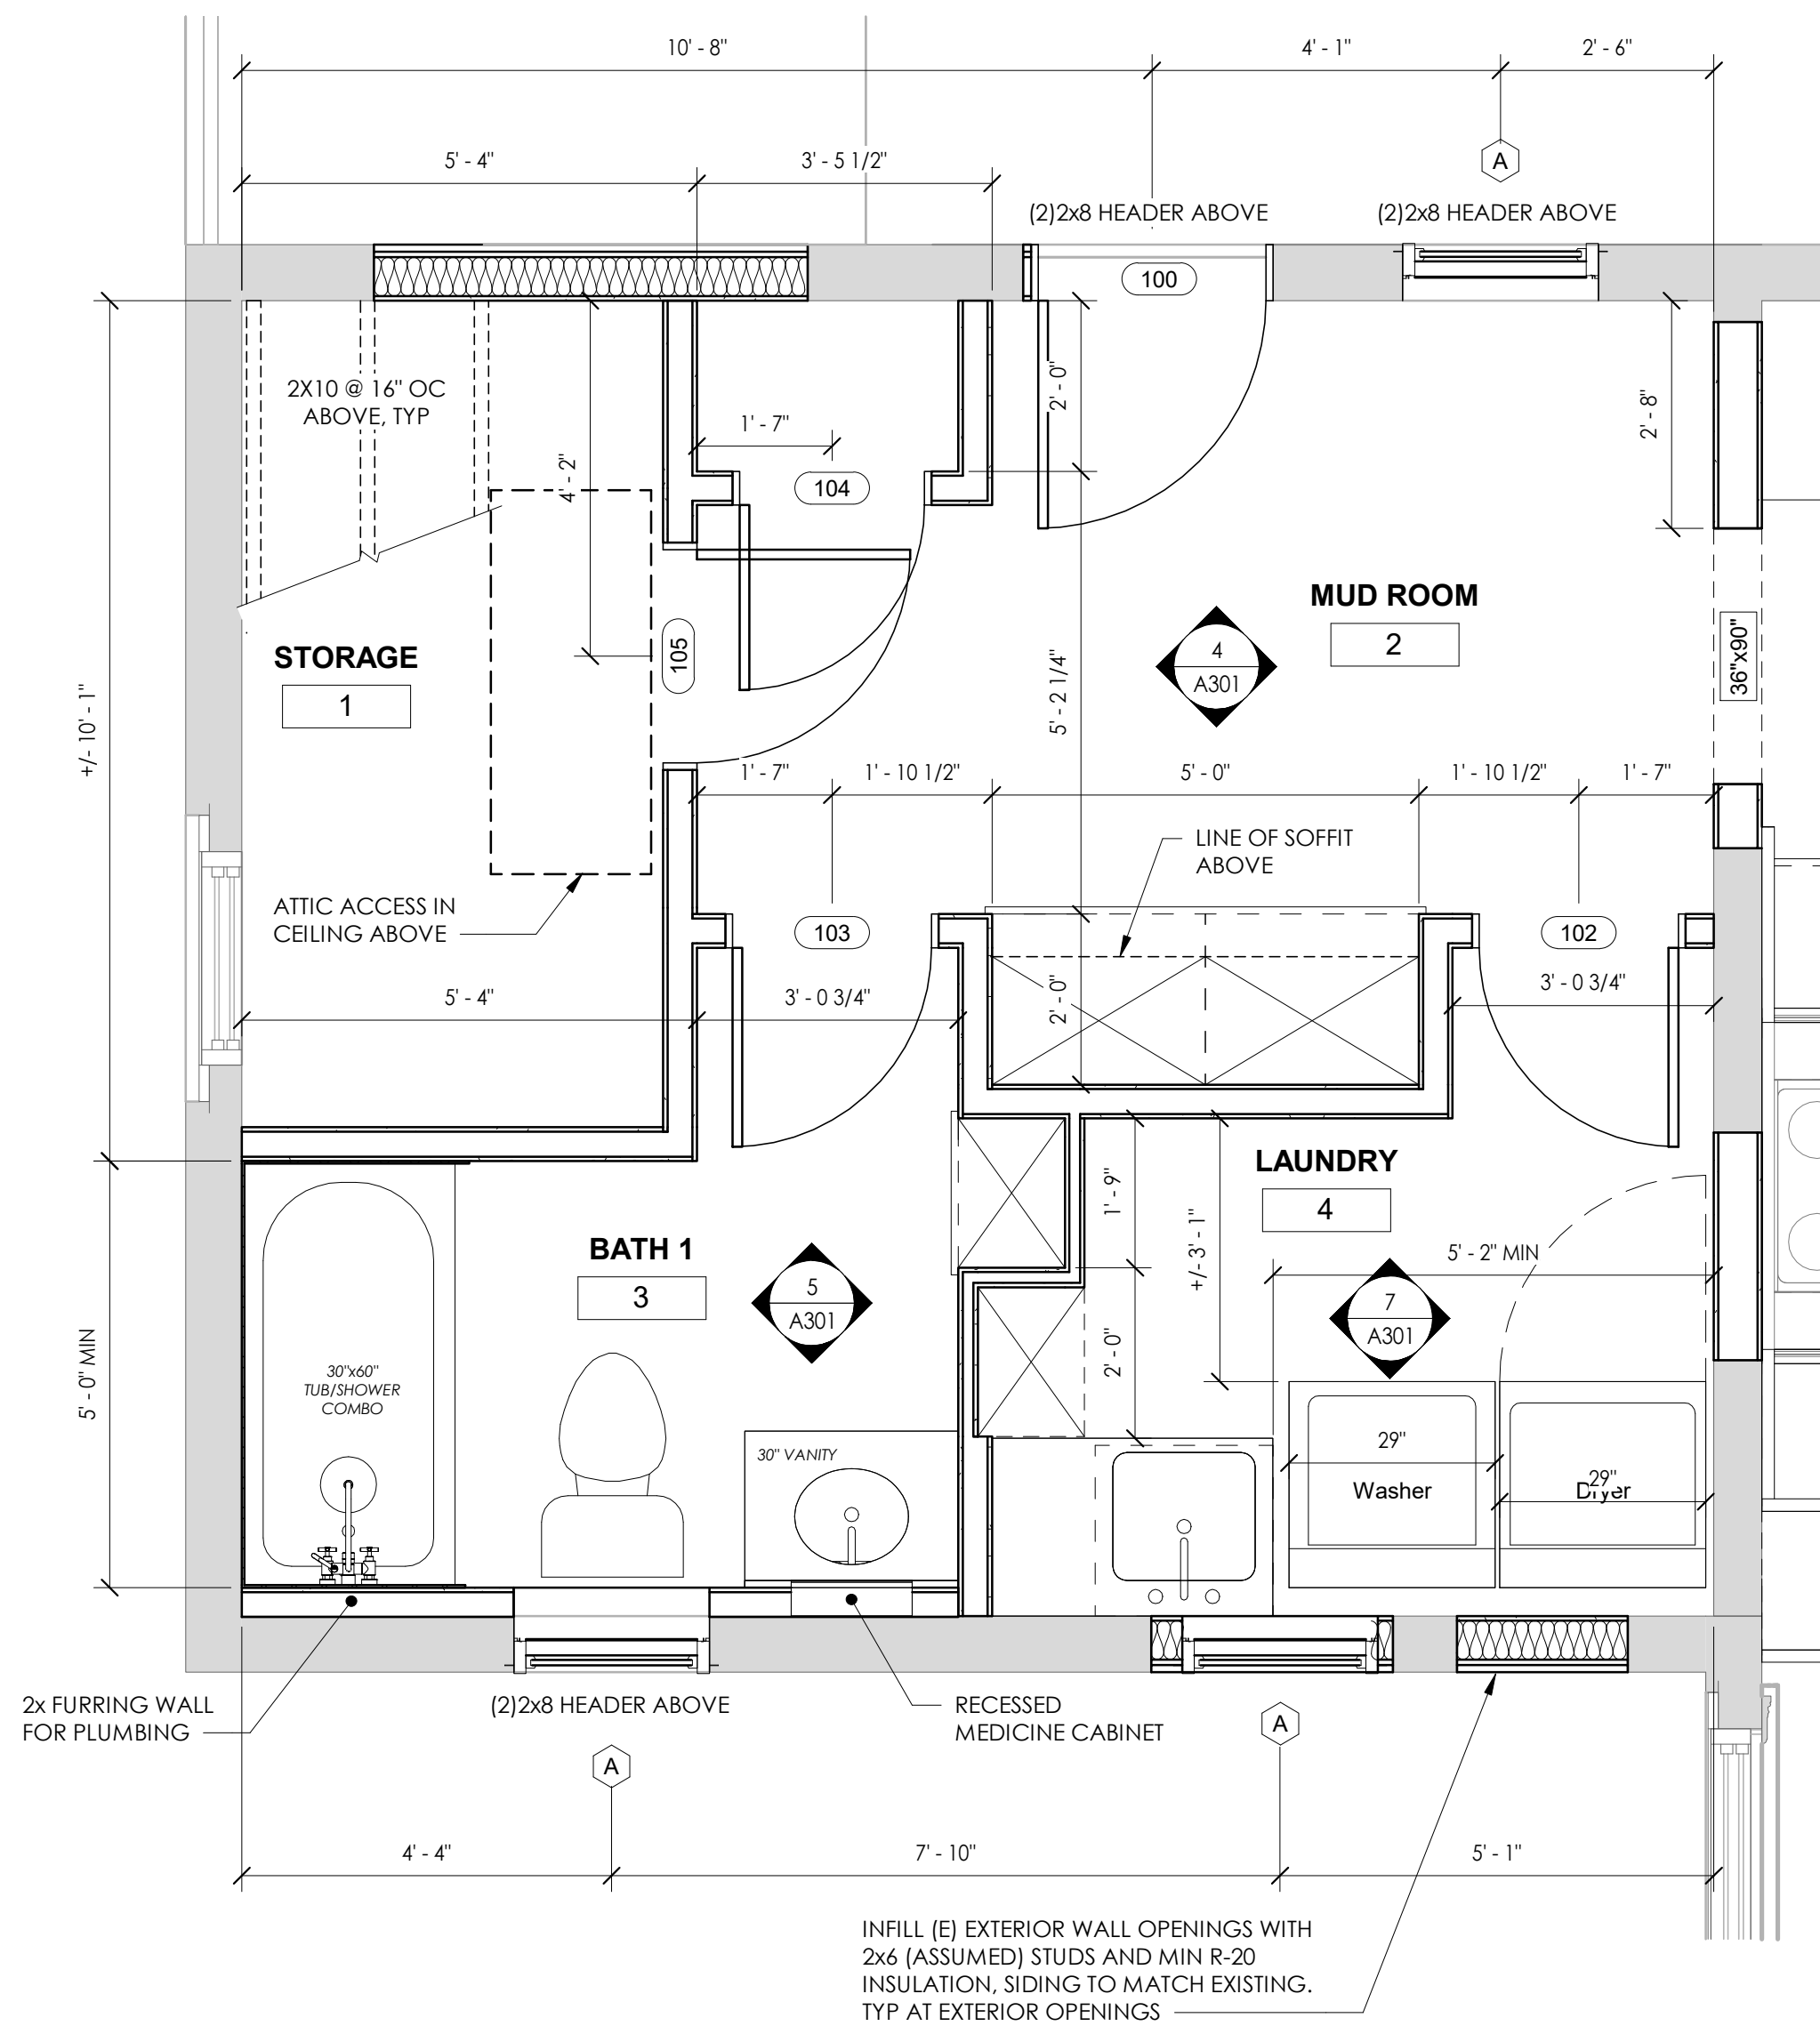 10' - 8"
4' - 1"
2' - 6"
5' - 4"
3' - 5 1/2"
A
(2)2x8 HEADER ABOVE
(2)2x8 HEADER ABOVE
100
2X10 @ 16" OC
ABOVE, TYP
2' - 0"
2' - 8"
1' - 7"
4' - 2"
104
MUD ROOM
2
4
A301
36"x90"
STORAGE
1
105
5' - 2 1/4"
+/- 10' - 1"
1' - 7"
1' - 10 1/2"
5' - 0"
1' - 10 1/2"
1' - 7"
LINE OF SOFFIT
ABOVE
ATTIC ACCESS IN
CEILING ABOVE
103
102
5' - 4"
3' - 0 3/4"
2' - 0"
3' - 0 3/4"
LAUNDRY
4
1' - 9"
+/- 3' - 1"
BATH 1
3
5
A301
5' - 2" MIN
7
A301
5' - 0" MIN
30"x60"
TUB/SHOWER
COMBO
2' - 0"
30" VANITY
29"
Washer
29"
Dryer
2x FURRING WALL
FOR PLUMBING
(2)2x8 HEADER ABOVE
RECESSED
MEDICINE CABINET
A
A
4' - 4"
7' - 10"
5' - 1"
INFILL (E) EXTERIOR WALL OPENINGS WITH
2x6 (ASSUMED) STUDS AND MIN R-20
INSULATION, SIDING TO MATCH EXISTING.
TYP AT EXTERIOR OPENINGS